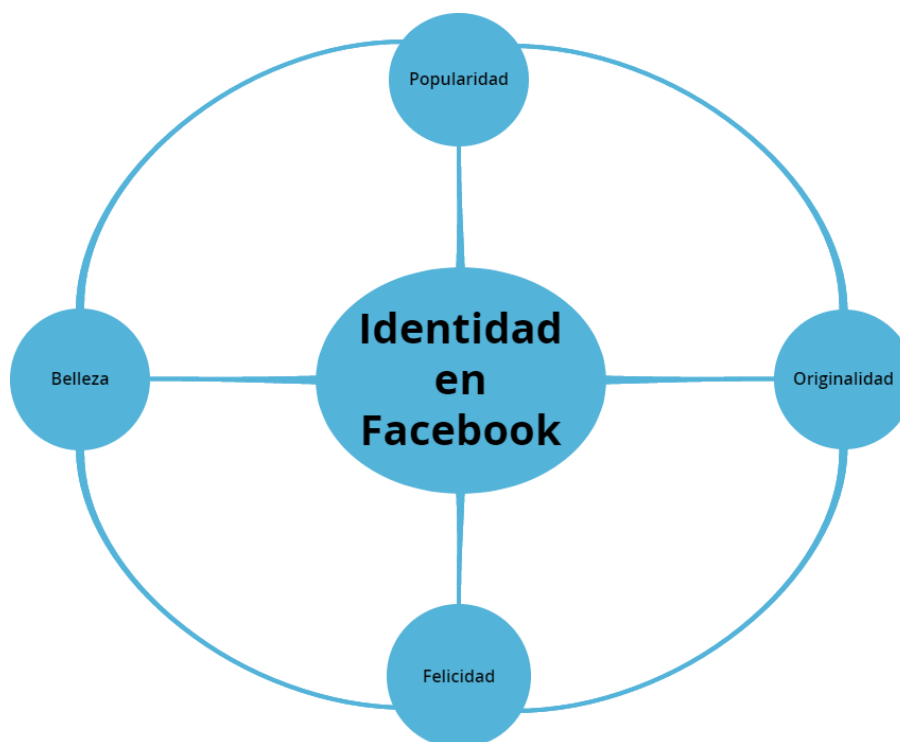 Popularidad
Identidad
en
Facebook
Belleza
Originalidad
Felicidad